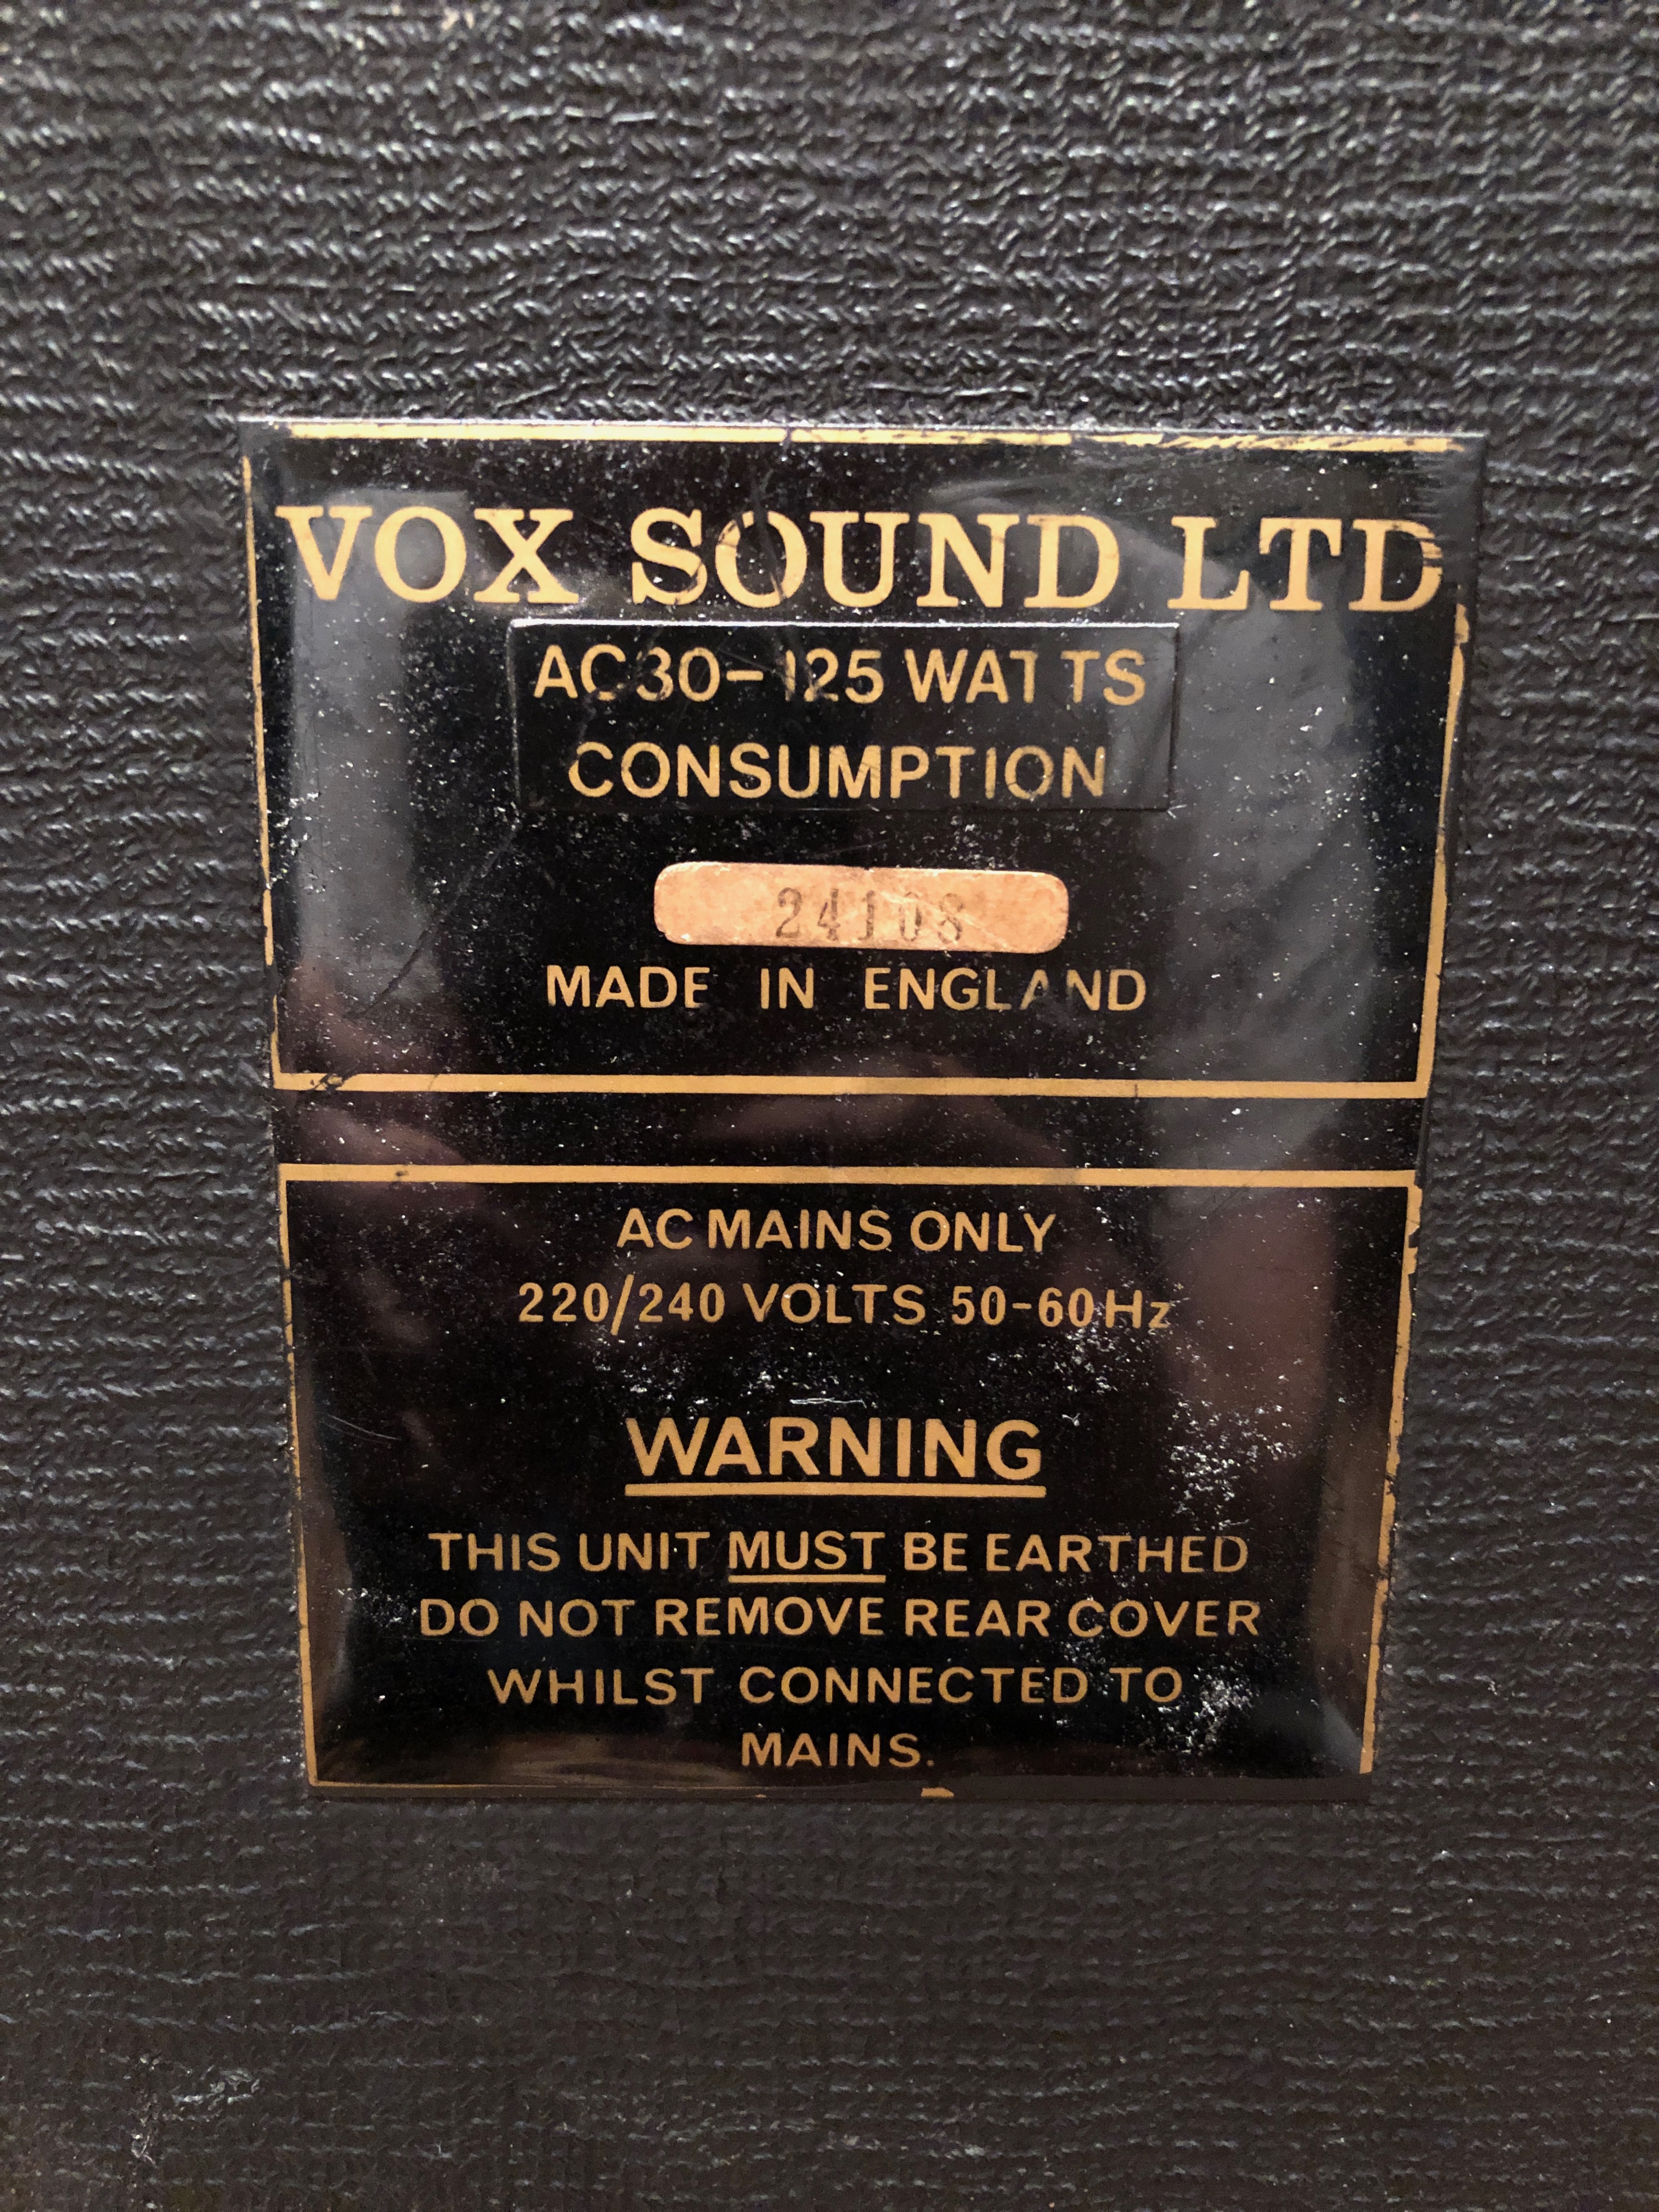 VOX SOUND LTD
AC30-125 WATTS
CONSUMPTION
24108
MADE IN ENGLAND
AC MAINS ONLY
220/240 VOLTS 50-60Hz
WARNING
THIS UNIT MUST BE EARTHED
DO NOT REMOVE REAR COVER
WHILST CONNECTED TO
MAINS.